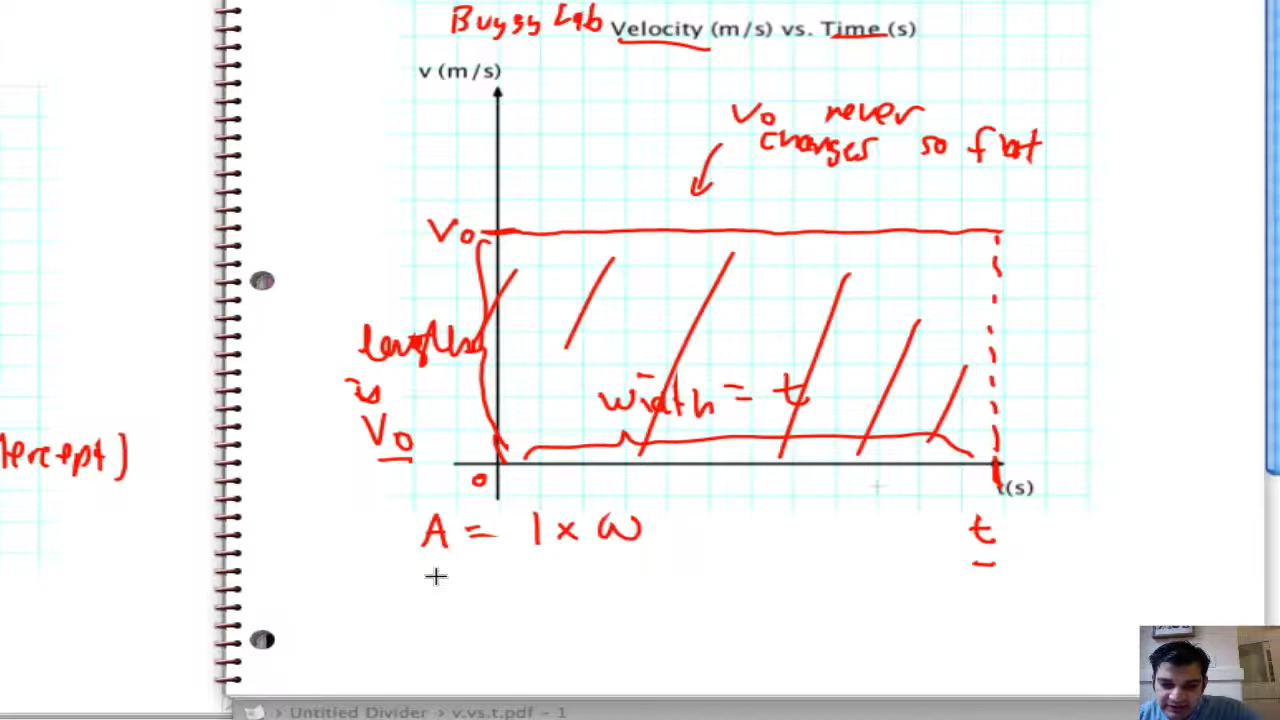 Buggy Lab Velocity (m/s) vs. Time (s)
v (m/s)
V₀ never
changes so flat
V₀
length
is
V₀
width = t
tercept)
0
t(s)
A = l x w
t
Untitled Divider › v.vs.t.pdf – 1